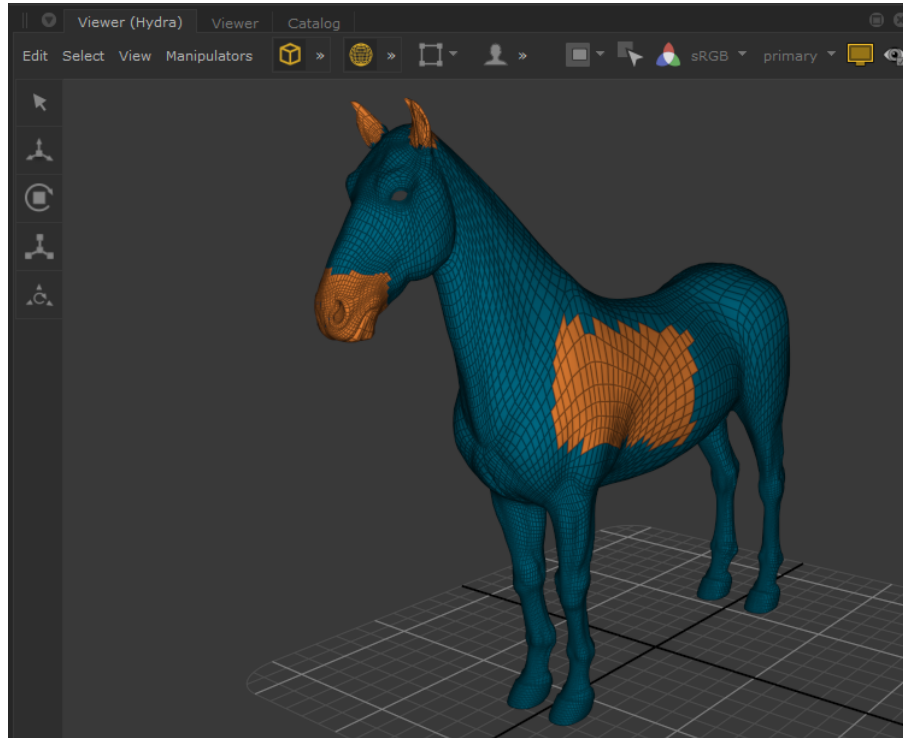 Viewer (Hydra) Viewer Catalog
Edit Select View Manipulators » » » sRGB primary